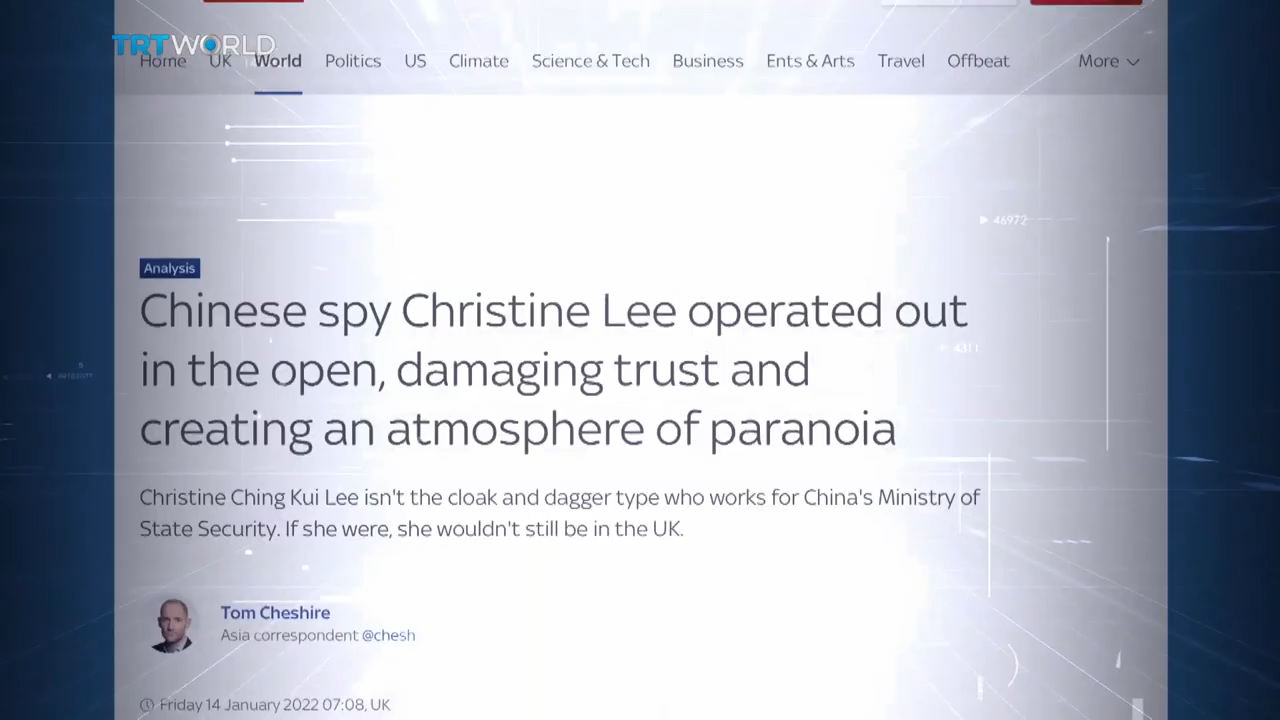 TRT WORLD
Home UK World Politics US Climate Science & Tech Business Ents & Arts Travel Offbeat More
46972
Analysis
Chinese spy Christine Lee operated out
4311
in the open, damaging trust and
creating an atmosphere of paranoia
Christine Ching Kui Lee isn't the cloak and dagger type who works for China's Ministry of
State Security. If she were, she wouldn't still be in the UK.
Tom Cheshire
Asia correspondent @chesh
Friday 14 January 2022 07:08, UK